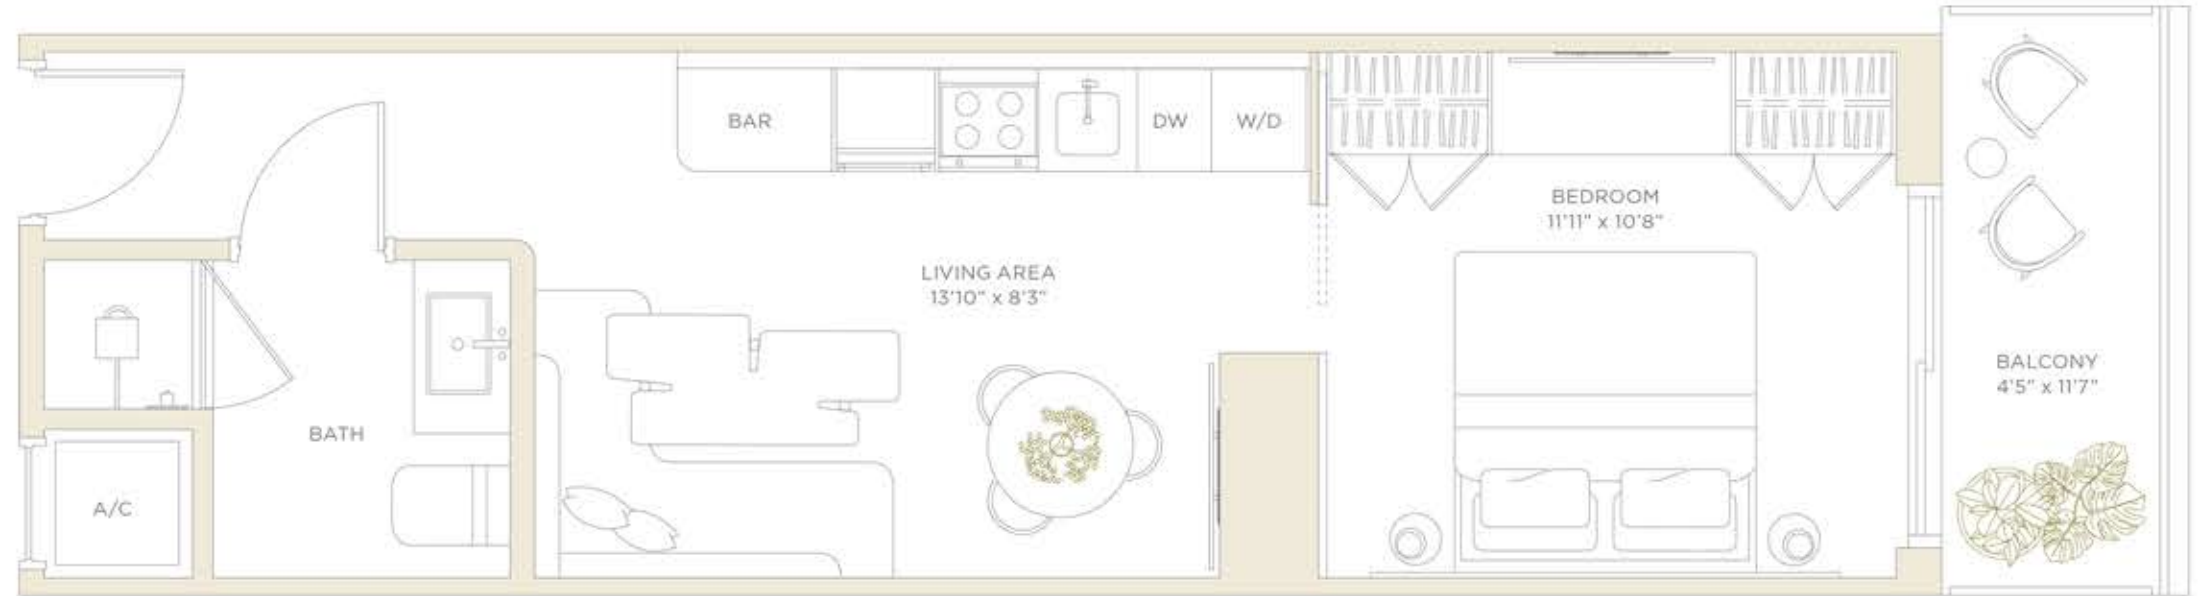 BAR
DW
W/D
BEDROOM
11'11" x 10'8"
LIVING AREA
13'10" x 8'3"
BALCONY
4'5" x 11'7"
BATH
A/C